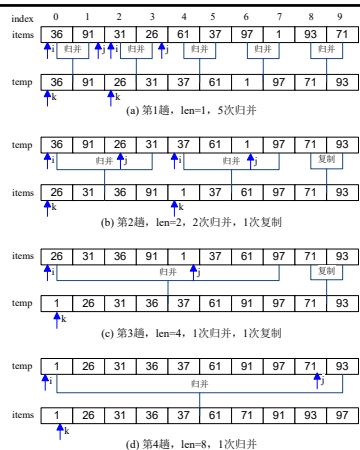 index 0 1 2 3 4 5 6 7 8 9
items 36 91 31 26 61 37 97 1 93 71
i 归并 j i 归并 j 归并 归并 归并
temp 36 91 26 31 37 61 1 97 71 93
k k
(a) 第1趟，len=1，5次归并
temp 36 91 26 31 37 61 1 97 71 93
i 归并 j i 归并 j 复制
items 26 31 36 91 1 37 61 97 71 93
k k
(b) 第2趟，len=2，2次归并，1次复制
items 26 31 36 91 1 37 61 97 71 93
i 归并 j 复制
temp 1 26 31 36 37 61 91 97 71 93
k
(c) 第3趟，len=4，1次归并，1次复制
temp 1 26 31 36 37 61 91 97 71 93
i 归并 j
items 1 26 31 36 37 61 71 91 93 97
k
(d) 第4趟，len=8，1次归并